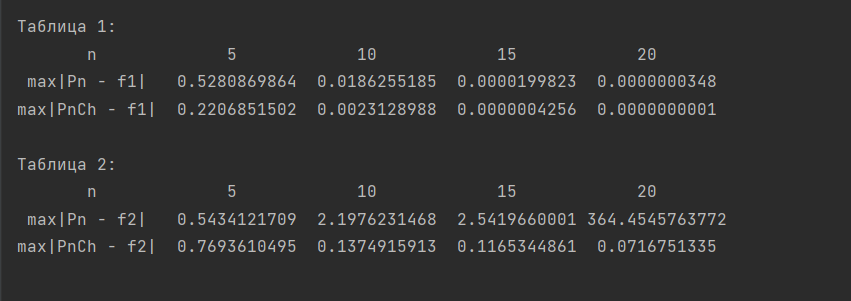 Таблица 1:
n 5 10 15 20
max|Pn - f1| 0.5280869864 0.0186255185 0.0000199823 0.0000000348
max|PnCh - f1| 0.2206851502 0.0023128988 0.0000004256 0.0000000001
Таблица 2:
n 5 10 15 20
max|Pn - f2| 0.5434121709 2.1976231468 2.5419660001 364.4545763772
max|PnCh - f2| 0.7693610495 0.1374915913 0.1165344861 0.0716751335